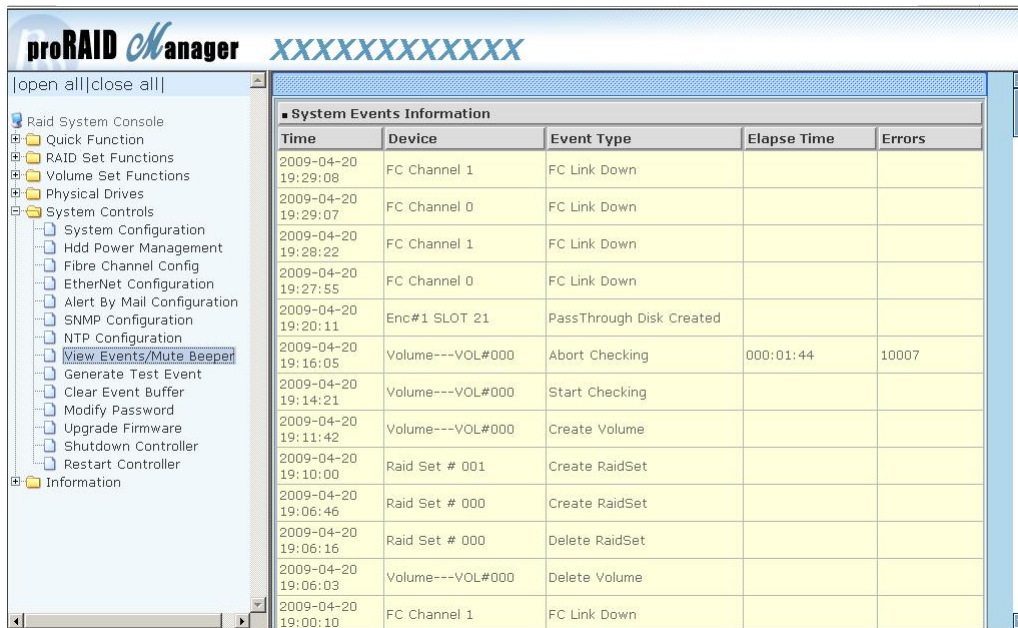 proRAID Manager XXXXXXXXXXXX
|open all|close all|
Raid System Console
Quick Function
RAID Set Functions
Volume Set Functions
Physical Drives
System Controls
System Configuration
Hdd Power Management
Fibre Channel Config
EtherNet Configuration
Alert By Mail Configuration
SNMP Configuration
NTP Configuration
View Events/Mute Beeper
Generate Test Event
Clear Event Buffer
Modify Password
Upgrade Firmware
Shutdown Controller
Restart Controller
Information
System Events Information
Time Device Event Type Elapse Time Errors
2009-04-20 19:29:08 FC Channel 1 FC Link Down
2009-04-20 19:29:07 FC Channel 0 FC Link Down
2009-04-20 19:28:22 FC Channel 1 FC Link Down
2009-04-20 19:27:55 FC Channel 0 FC Link Down
2009-04-20 19:20:11 Enc#1 SLOT 21 PassThrough Disk Created
2009-04-20 19:16:05 Volume---VOL#000 Abort Checking 000:01:44 10007
2009-04-20 19:14:21 Volume---VOL#000 Start Checking
2009-04-20 19:11:42 Volume---VOL#000 Create Volume
2009-04-20 19:10:00 Raid Set # 001 Create RaidSet
2009-04-20 19:06:46 Raid Set # 000 Create RaidSet
2009-04-20 19:06:16 Raid Set # 000 Delete RaidSet
2009-04-20 19:06:03 Volume---VOL#000 Delete Volume
2009-04-20 19:00:10 FC Channel 1 FC Link Down